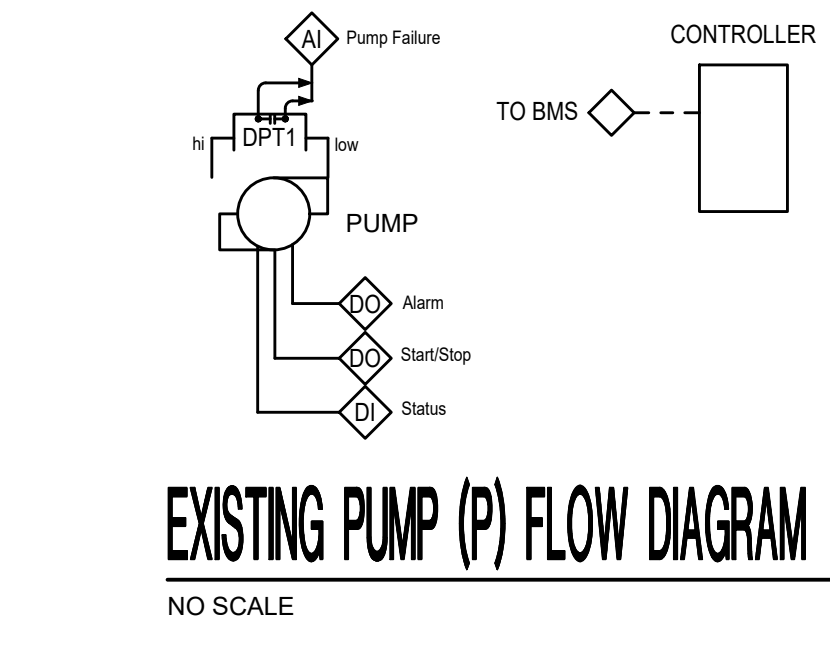 AI Pump Failure
CONTROLLER
TO BMS
hi DPT1 low
PUMP
DO Alarm
DO Start/Stop
DI Status
EXISTING PUMP (P) FLOW DIAGRAM
NO SCALE